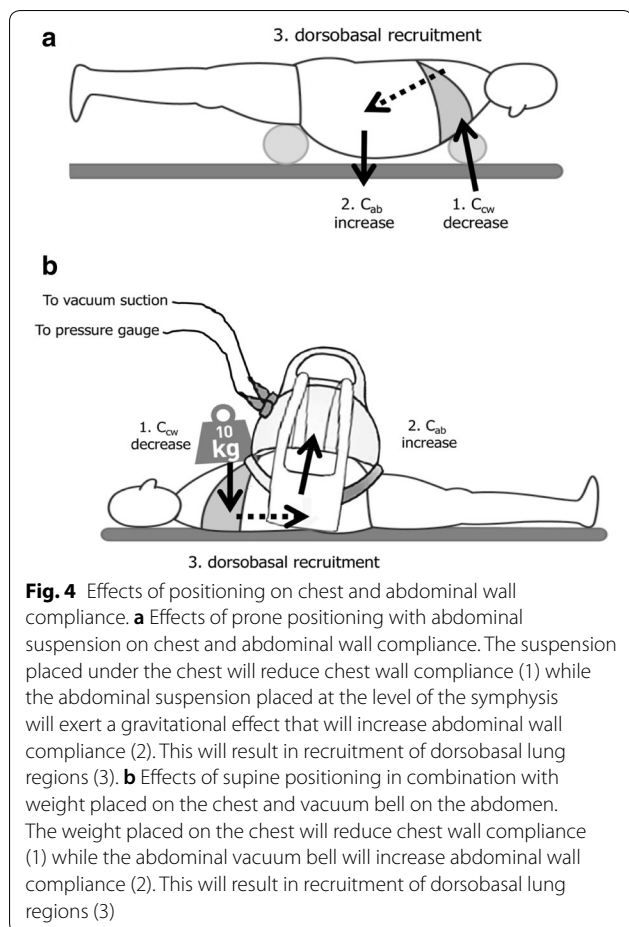 a
3. dorsobasal recruitment
2. Cab
increase
1. Ccw
decrease
b
To vacuum suction
To pressure gauge
1. Ccw
decrease
10
kg
2. Cab
increase
3. dorsobasal recruitment
Fig. 4 Effects of positioning on chest and abdominal wall
compliance. a Effects of prone positioning with abdominal
suspension on chest and abdominal wall compliance. The suspension
placed under the chest will reduce chest wall compliance (1) while
the abdominal suspension placed at the level of the symphysis
will exert a gravitational effect that will increase abdominal wall
compliance (2). This will result in recruitment of dorsobasal lung
regions (3). b Effects of supine positioning in combination with
weight placed on the chest and vacuum bell on the abdomen.
The weight placed on the chest will reduce chest wall compliance
(1) while the abdominal vacuum bell will increase abdominal wall
compliance (2). This will result in recruitment of dorsobasal lung
regions (3)